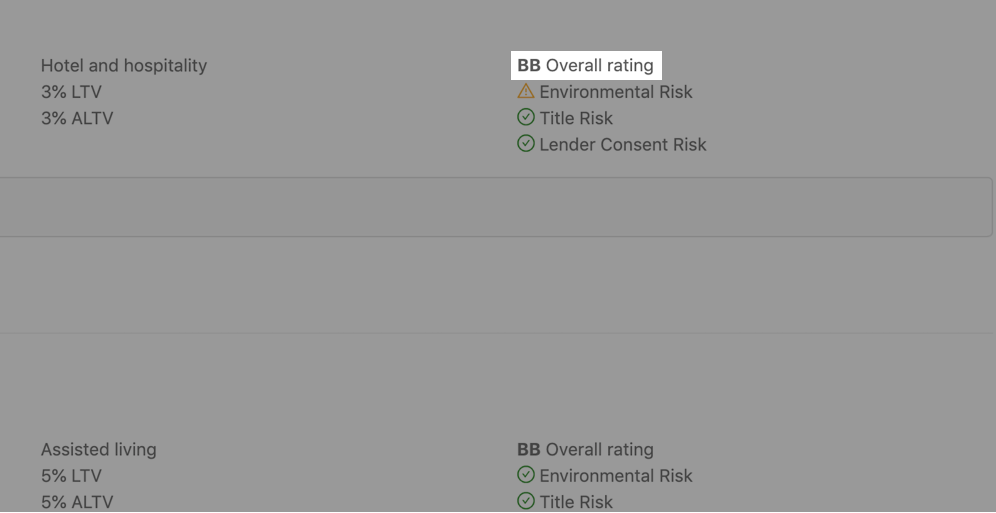 Hotel and hospitality
3% LTV
3% ALTV
BB Overall rating
Environmental Risk
Title Risk
Lender Consent Risk
Assisted living
5% LTV
5% ALTV
BB Overall rating
Environmental Risk
Title Risk